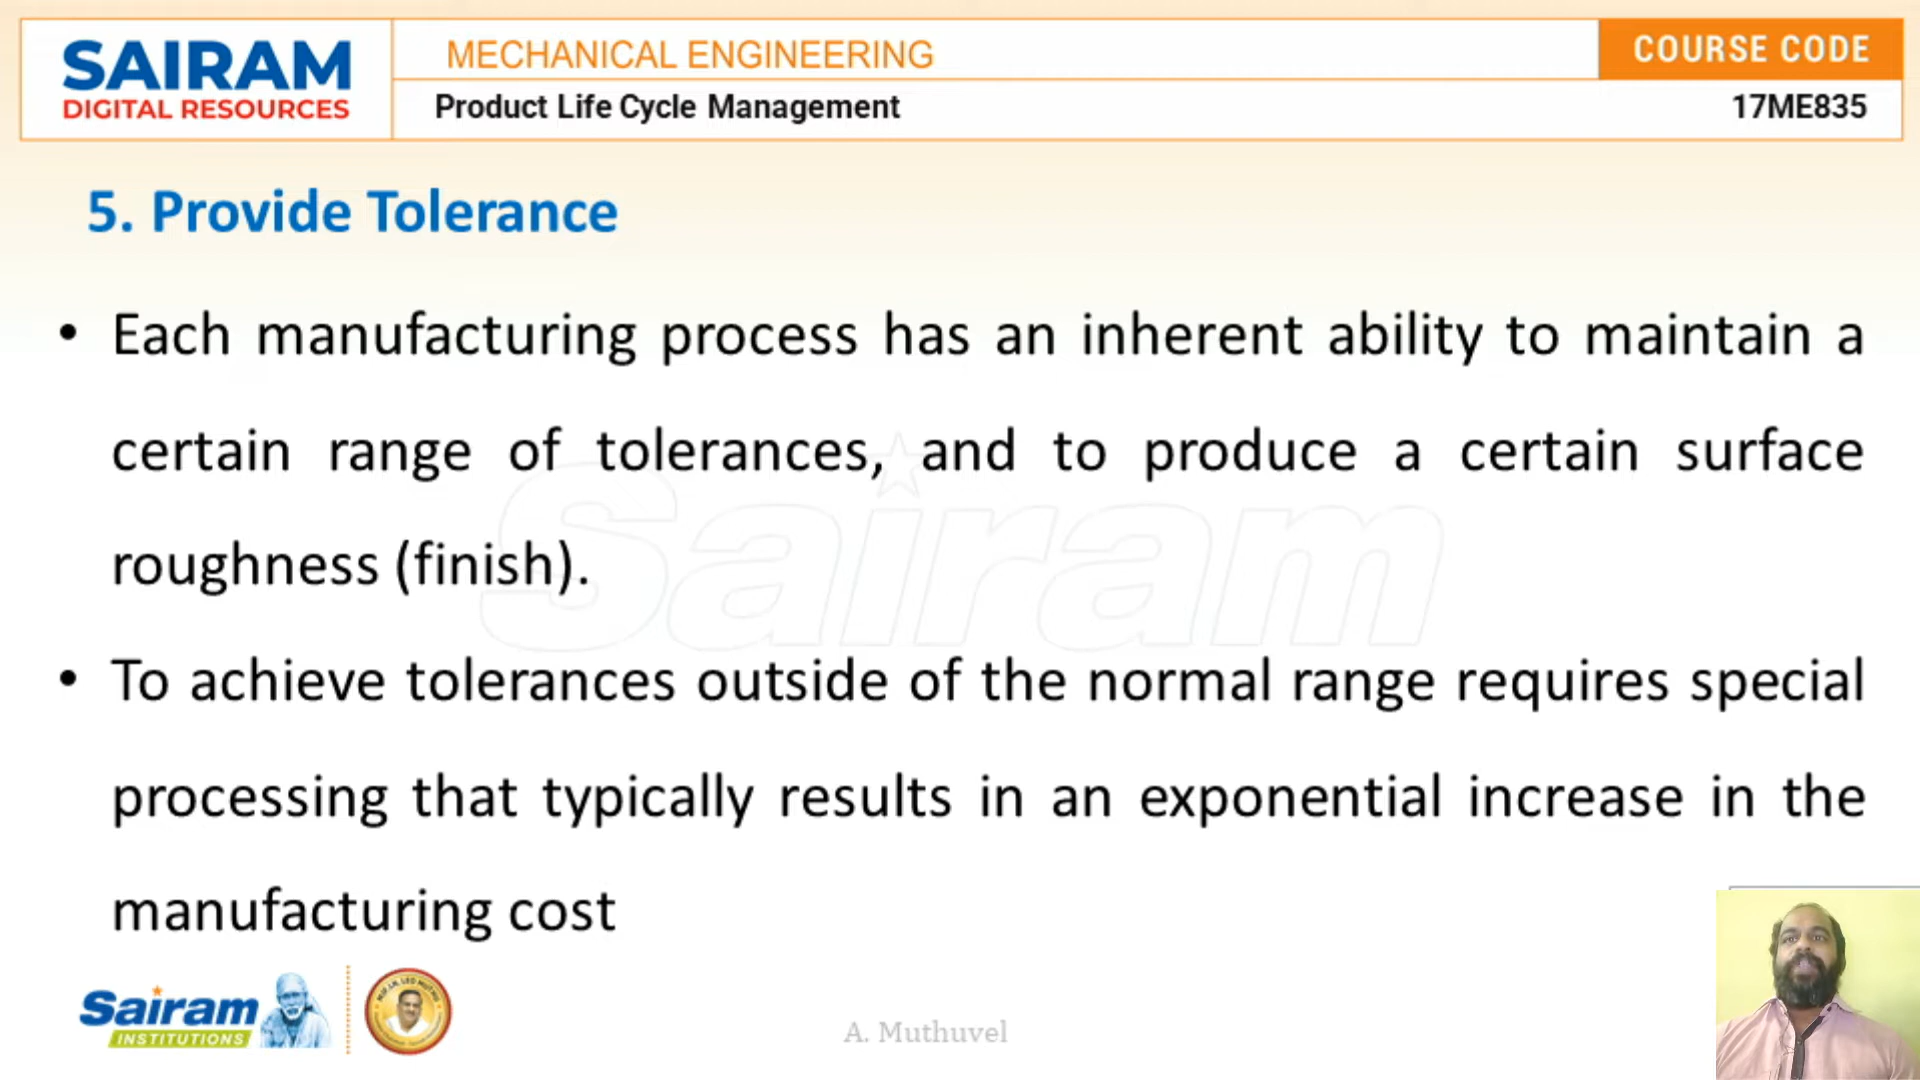 SAIRAM
DIGITAL RESOURCES
MECHANICAL ENGINEERING
COURSE CODE
Product Life Cycle Management
17ME835
5. Provide Tolerance
• Each manufacturing process has an inherent ability to maintain a
certain range of tolerances, and to produce a certain surface
roughness (finish).
• To achieve tolerances outside of the normal range requires special
processing that typically results in an exponential increase in the
manufacturing cost
Sairam
Sairam
INSTITUTIONS
A. Muthuvel